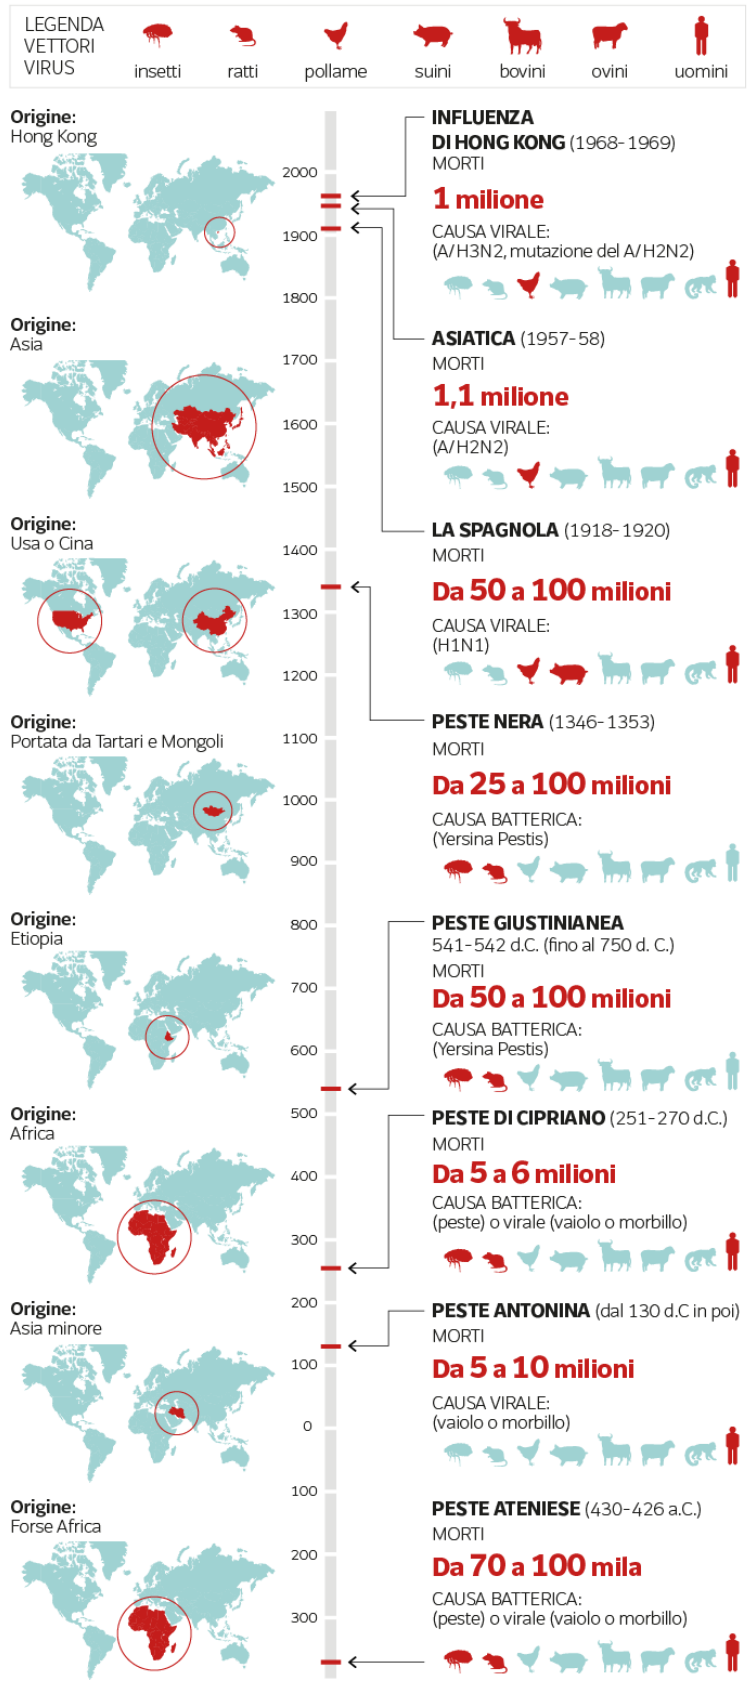 LEGENDA
VETTORI
VIRUS
insetti
ratti
pollame
suini
bovini
ovini
uomini
Origine:
Hong Kong
INFLUENZA
DI HONG KONG (1968-1969)
MORTI
1 milione
CAUSA VIRALE:
(A/H3N2, mutazione del A/H2N2)
2000
1900
1800
Origine:
Asia
ASIATICA (1957-58)
MORTI
1,1 milione
CAUSA VIRALE:
(A/H2N2)
1700
1600
1500
Origine:
Usa o Cina
LA SPAGNOLA (1918-1920)
MORTI
Da 50 a 100 milioni
CAUSA VIRALE:
(H1N1)
1400
1300
1200
Origine:
Portata da Tartari e Mongoli
PESTE NERA (1346-1353)
MORTI
Da 25 a 100 milioni
CAUSA BATTERICA:
(Yersina Pestis)
1100
1000
900
Origine:
Etiopia
PESTE GIUSTINIANEA
541-542 d.C. (fino al 750 d. C.)
MORTI
Da 50 a 100 milioni
CAUSA BATTERICA:
(Yersina Pestis)
800
700
600
Origine:
Africa
PESTE DI CIPRIANO (251-270 d.C.)
MORTI
Da 5 a 6 milioni
CAUSA BATTERICA:
(peste) o virale (vaiolo o morbillo)
500
400
300
Origine:
Asia minore
PESTE ANTONINA (dal 130 d.C in poi)
MORTI
Da 5 a 10 milioni
CAUSA VIRALE:
(vaiolo o morbillo)
200
100
0
100
Origine:
Forse Africa
PESTE ATENIESE (430-426 a.C.)
MORTI
Da 70 a 100 mila
CAUSA BATTERICA:
(peste) o virale (vaiolo o morbillo)
200
300